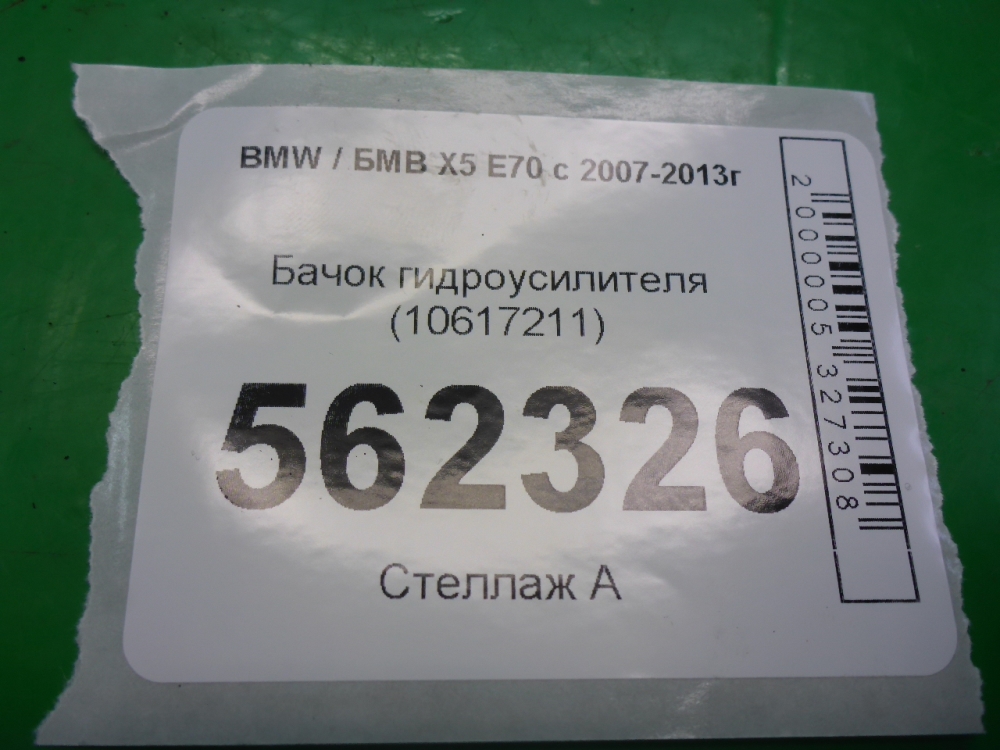 BMW / БМВ X5 E70 с 2007-2013г
Бачок гидроусилителя
(10617211)
562326
Стеллаж А
2000005327308